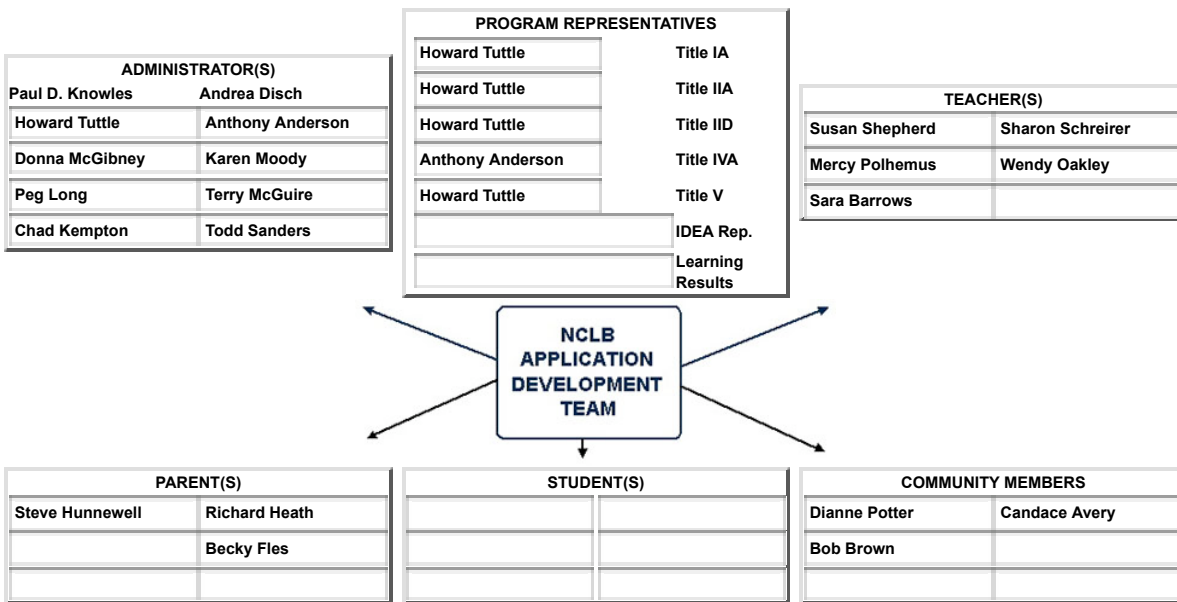 PROGRAM REPRESENTATIVES
Howard Tuttle Title IA
Howard Tuttle Title IIA
Howard Tuttle Title IID
Anthony Anderson Title IVA
Howard Tuttle Title V
IDEA Rep.
Learning
Results
ADMINISTRATOR(S)
Paul D. Knowles Andrea Disch
Howard Tuttle Anthony Anderson
Donna McGibney Karen Moody
Peg Long Terry McGuire
Chad Kempton Todd Sanders
TEACHER(S)
Susan Shepherd Sharon Schreirer
Mercy Polhemus Wendy Oakley
Sara Barrows
NCLB
APPLICATION
DEVELOPMENT
TEAM
PARENT(S)
Steve Hunnewell Richard Heath
Becky Fles
STUDENT(S)
COMMUNITY MEMBERS
Dianne Potter Candace Avery
Bob Brown